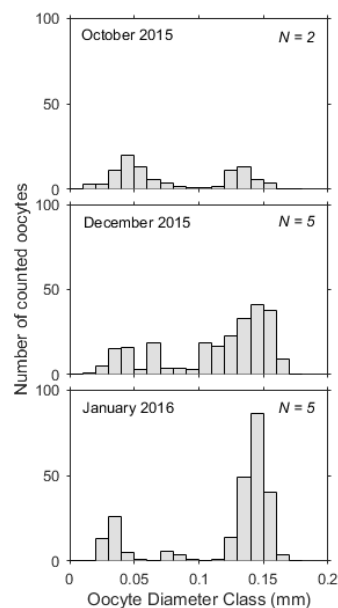 100
October 2015
N = 2
50
0
100
December 2015
N = 5
50
0
100
January 2016
N = 5
50
0
0
0.05
0.1
0.15
0.2
Number of counted oocytes
Oocyte Diameter Class (mm)